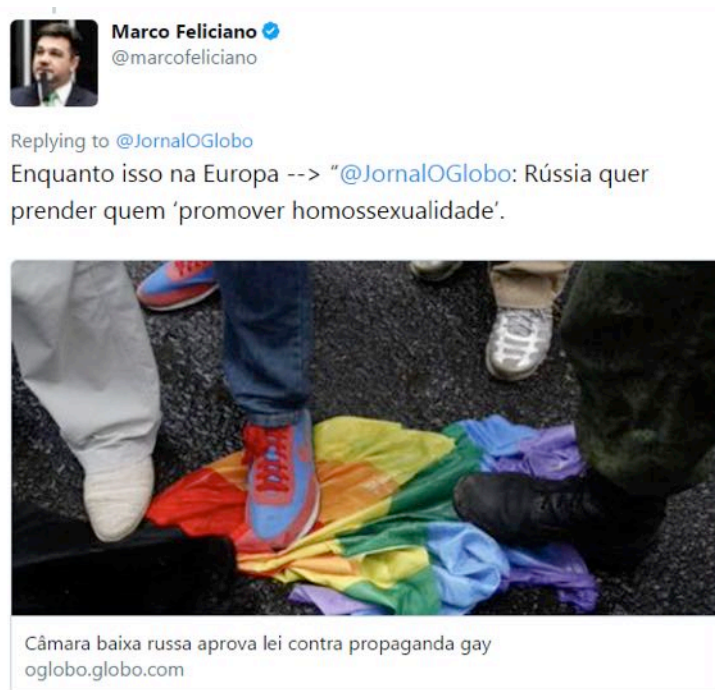 Marco Feliciano
@marcofeliciano
Replying to @JornalOGlobo
Enquanto isso na Europa --> "@JornalOGlobo: Rússia quer
prender quem ‘promover homossexualidade’.
Câmara baixa russa aprova lei contra propaganda gay
oglobo.globo.com